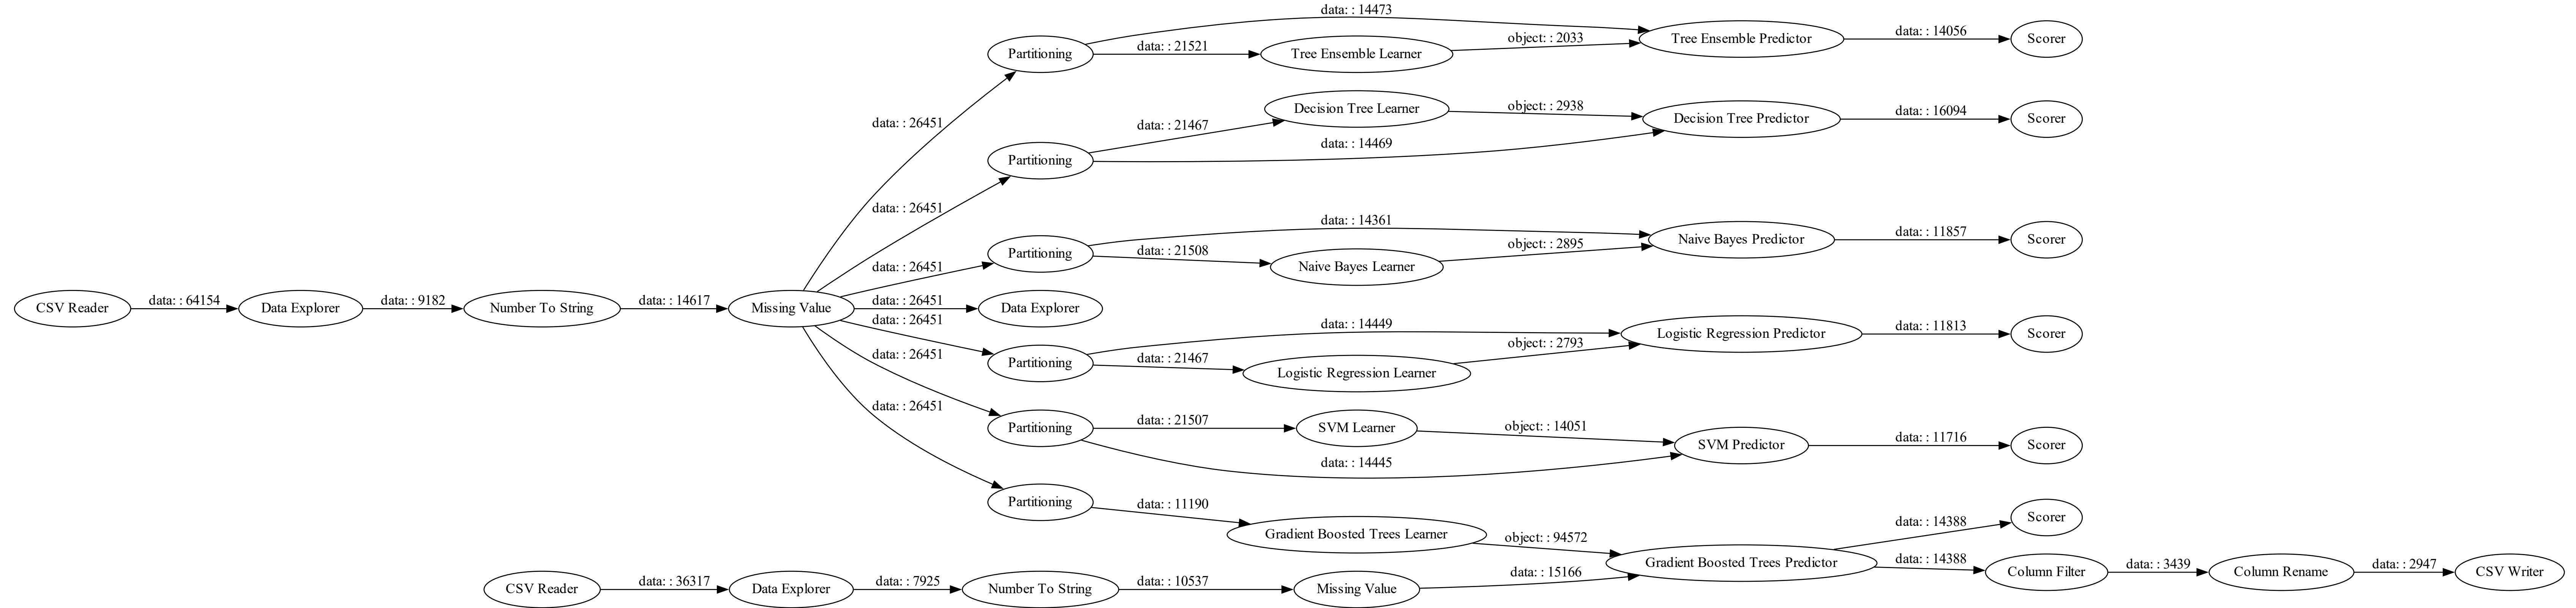 data: : 14473
Partitioning
data: : 21521
Tree Ensemble Learner
object: : 2033
Tree Ensemble Predictor
data: : 14056
Scorer
data: : 26451
Partitioning
data: : 21467
Decision Tree Learner
object: : 2938
data: : 14469
Decision Tree Predictor
data: : 16094
Scorer
data: : 26451
Partitioning
data: : 14361
data: : 21508
Naive Bayes Learner
object: : 2895
Naive Bayes Predictor
data: : 11857
Scorer
data: : 26451
CSV Reader
data: : 64154
Data Explorer
data: : 9182
Number To String
data: : 14617
Missing Value
data: : 26451
Data Explorer
data: : 26451
Partitioning
data: : 14449
data: : 21467
Logistic Regression Learner
object: : 2793
Logistic Regression Predictor
data: : 11813
Scorer
data: : 26451
Partitioning
data: : 21507
SVM Learner
object: : 14051
data: : 14445
SVM Predictor
data: : 11716
Scorer
data: : 26451
Partitioning
data: : 11190
Gradient Boosted Trees Learner
object: : 94572
Gradient Boosted Trees Predictor
data: : 14388
Scorer
CSV Reader
data: : 36317
Data Explorer
data: : 7925
Number To String
data: : 10537
Missing Value
data: : 15166
data: : 14388
Column Filter
data: : 3439
Column Rename
data: : 2947
CSV Writer